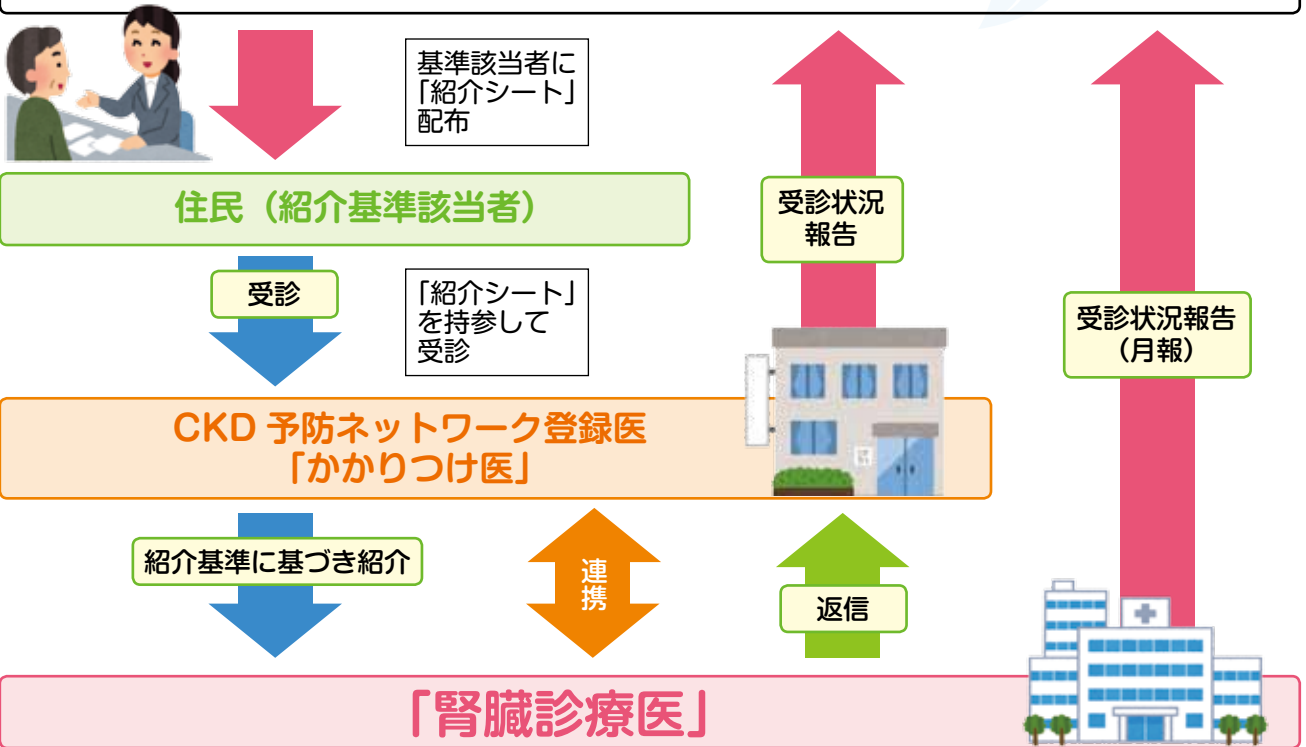 基準該当者に
「紹介シート」
配布
住民（紹介基準該当者）
受診状況
報告
受診
「紹介シート」
を持参して
受診
受診状況報告
（月報）
CKD 予防ネットワーク登録医
「かかりつけ医」
紹介基準に基づき紹介
連携
返信
「腎臓診療医」